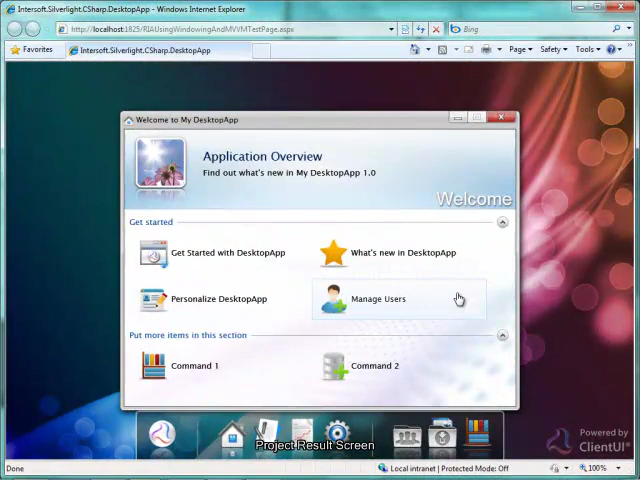 Intersoft.Silverlight.CSharp.DesktopApp - Windows Internet Explorer
http://localhost:1825/RIAUsingWindowingAndMVVMTestPage.aspx
Bing
Favorites
Intersoft.Silverlight.CSharp.DesktopApp
Page
Safety
Tools
Welcome to My DesktopApp
Application Overview
Find out what's new in My DesktopApp 1.0
Welcome
Get started
Get Started with DesktopApp
What's new in DesktopApp
Personalize DesktopApp
Manage Users
Put more items in this section
Command 1
Command 2
Project Result Screen
Powered by
ClientUI
Done
Local intranet | Protected Mode: Off
100%